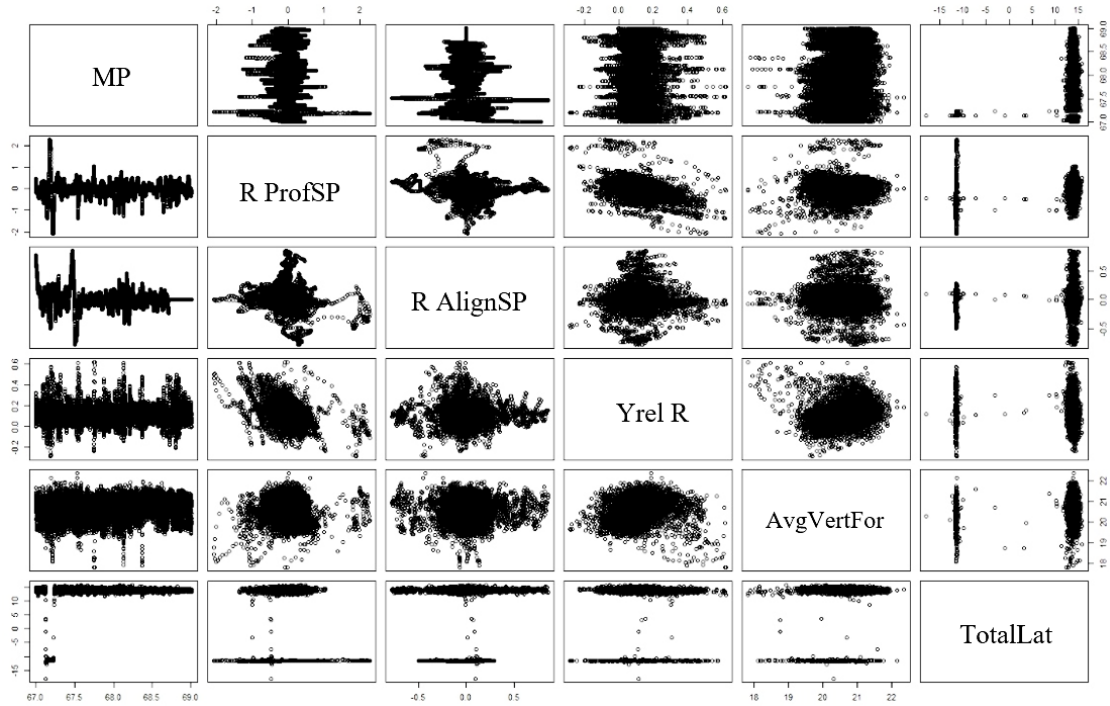 -2 -1 0 1 2
-0.2 0.0 0.2 0.4 0.6
-15 -5 0 5 10 15
MP
67.0 67.5 68.0 68.5 69.0
-2 -1 0 1 2
R ProfSP
R AlignSP
-0.5 0.0 0.5
-0.2 0.0 0.2 0.4 0.6
Yrel R
AvgVertFor
18 19 20 21 22
-15 -5 0 5 10
TotalLat
67.0 67.5 68.0 68.5 69.0
-0.5 0.0 0.5
18 19 20 21 22